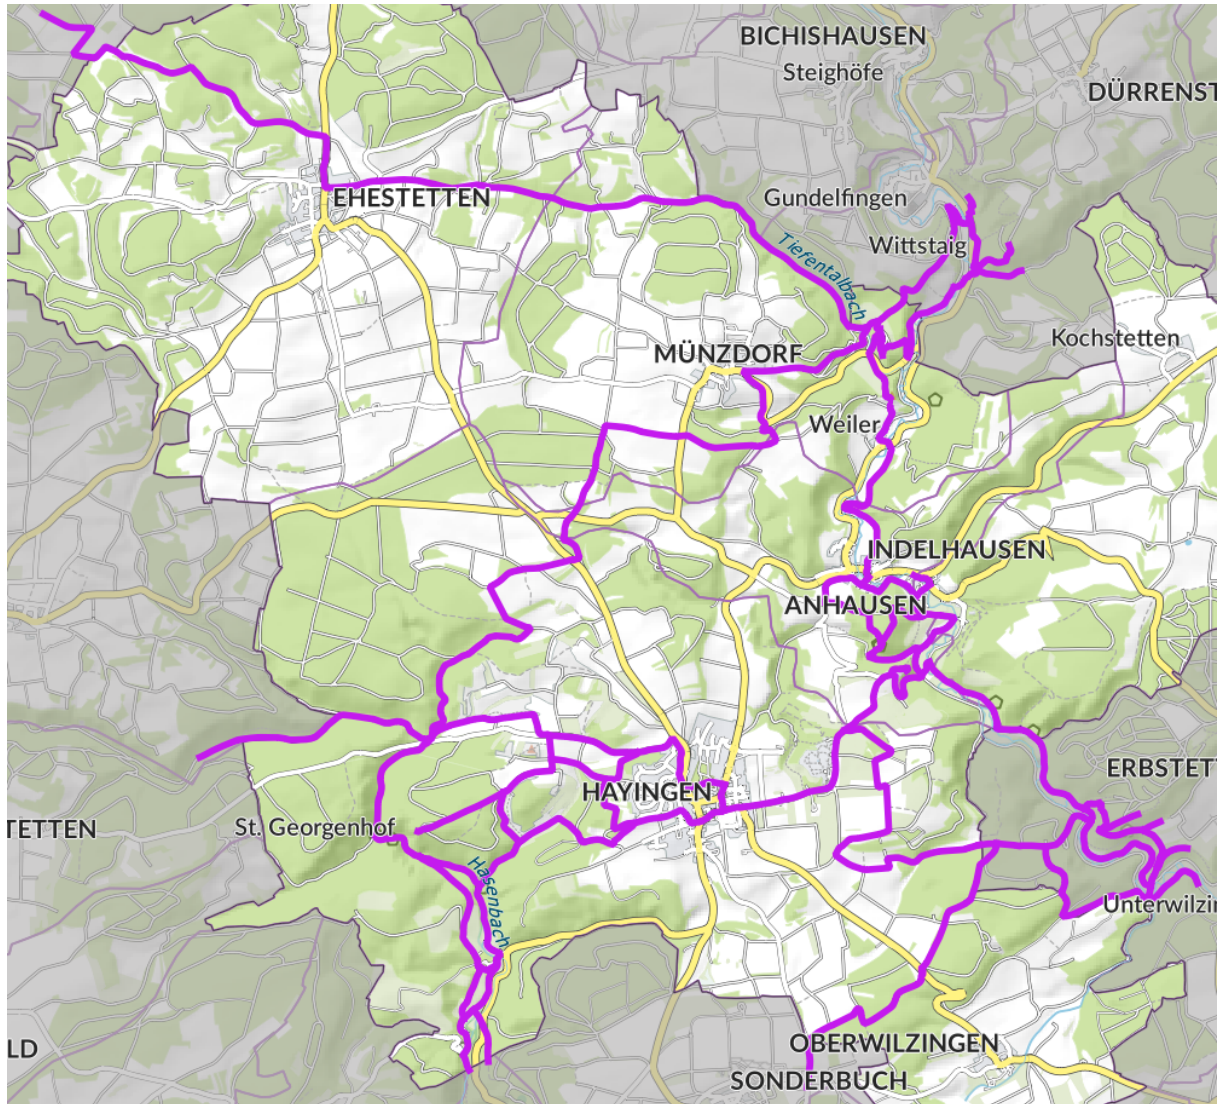 BICHISHAUSEN
Steighöfe
DÜRRENST
EHESTETTEN
Gundelfingen
Wittstaig
Tiefentalbach
Kochstetten
MÜNZDORF
Weiler
INDELHAUSEN
ANHAUSEN
ERBSTETT
HAYINGEN
TETTEN
St. Georgenhof
Hasenbach
Unterwilzin
OBERWILZINGEN
LD
SONDERBUCH